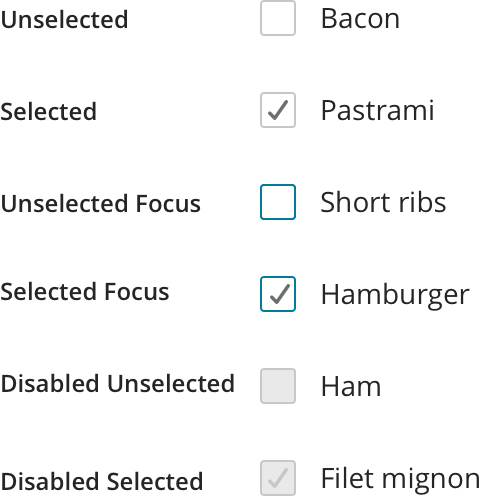 Unselected Bacon
Selected Pastrami
Unselected Focus Short ribs
Selected Focus Hamburger
Disabled Unselected Ham
Disabled Selected Filet mignon